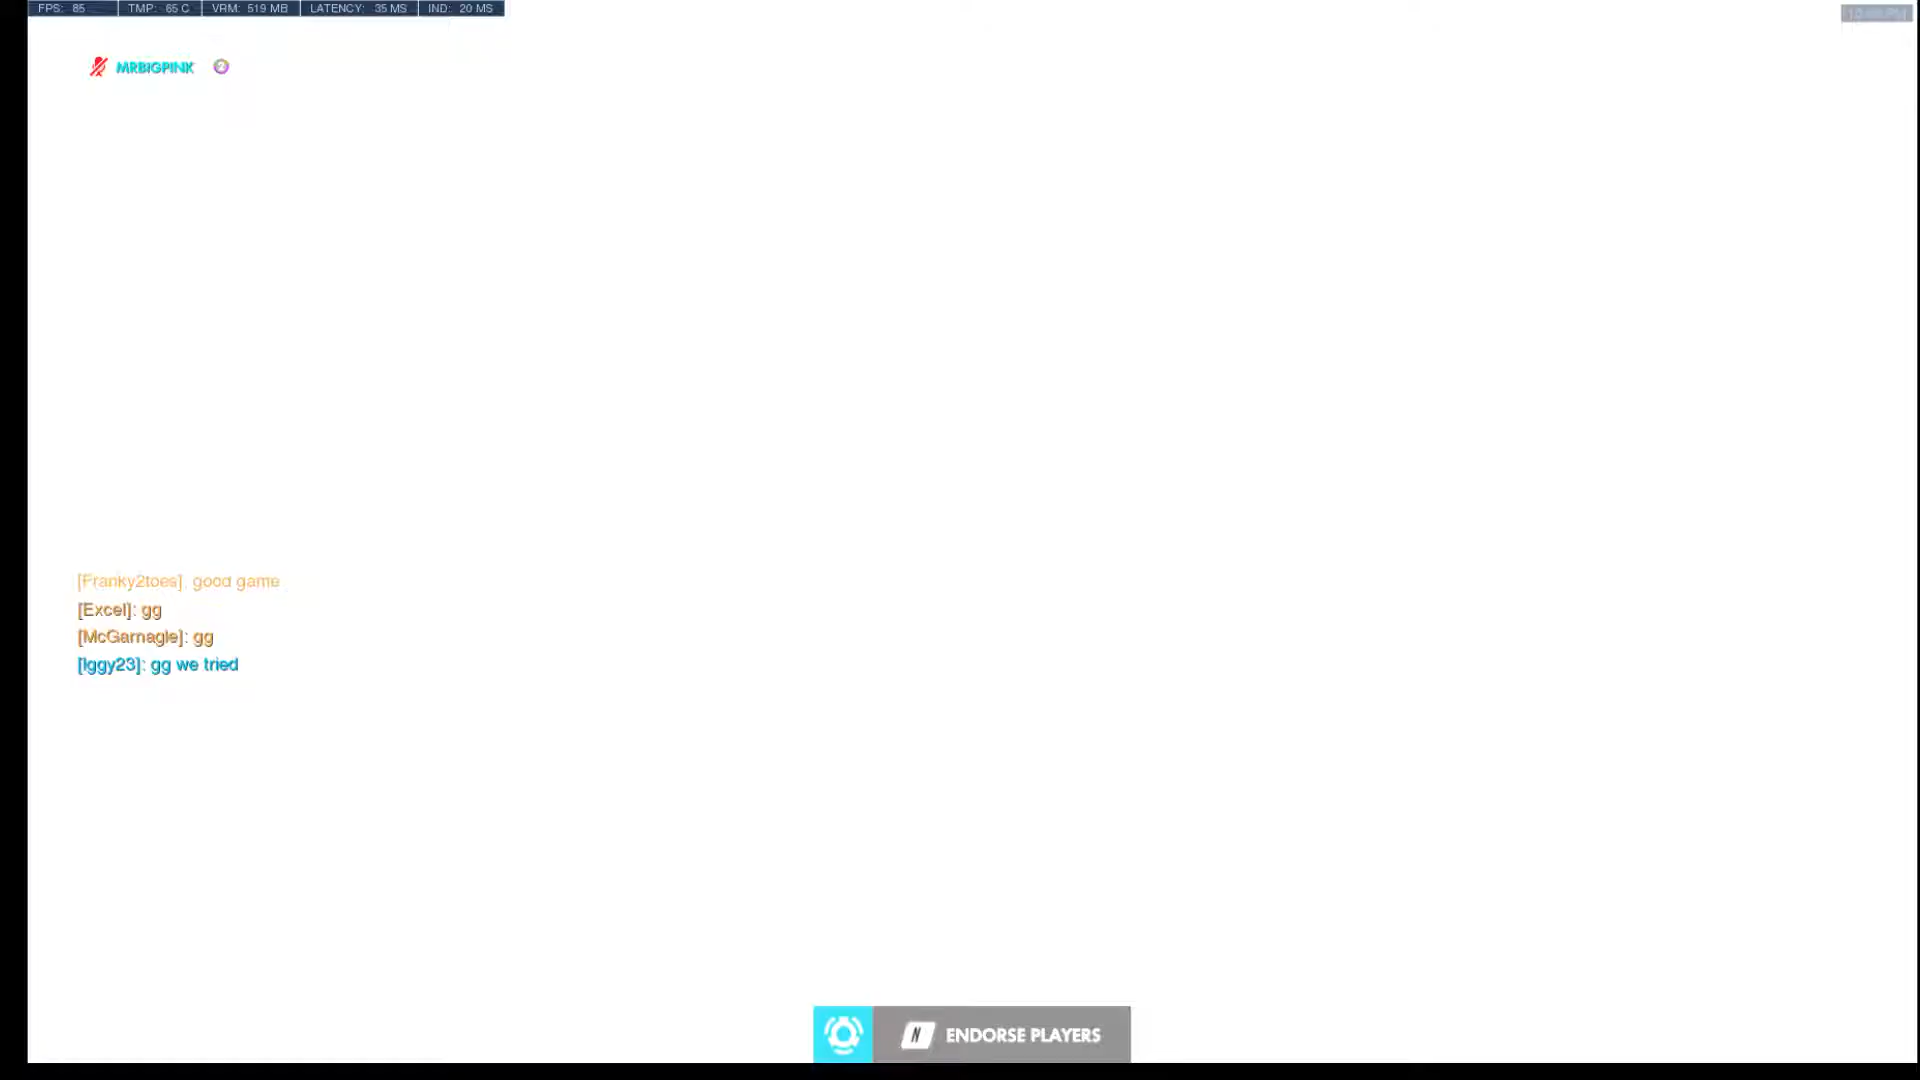 FPS: 85 TMP: 65 C VRM: 519 MB LATENCY: 35 MS IND: 20 MS
MRBIGPINK
[Franky2toes]: good game
[Excel]: gg
[McGarnagle]: gg
[Iggy23]: gg we tried
N ENDORSE PLAYERS